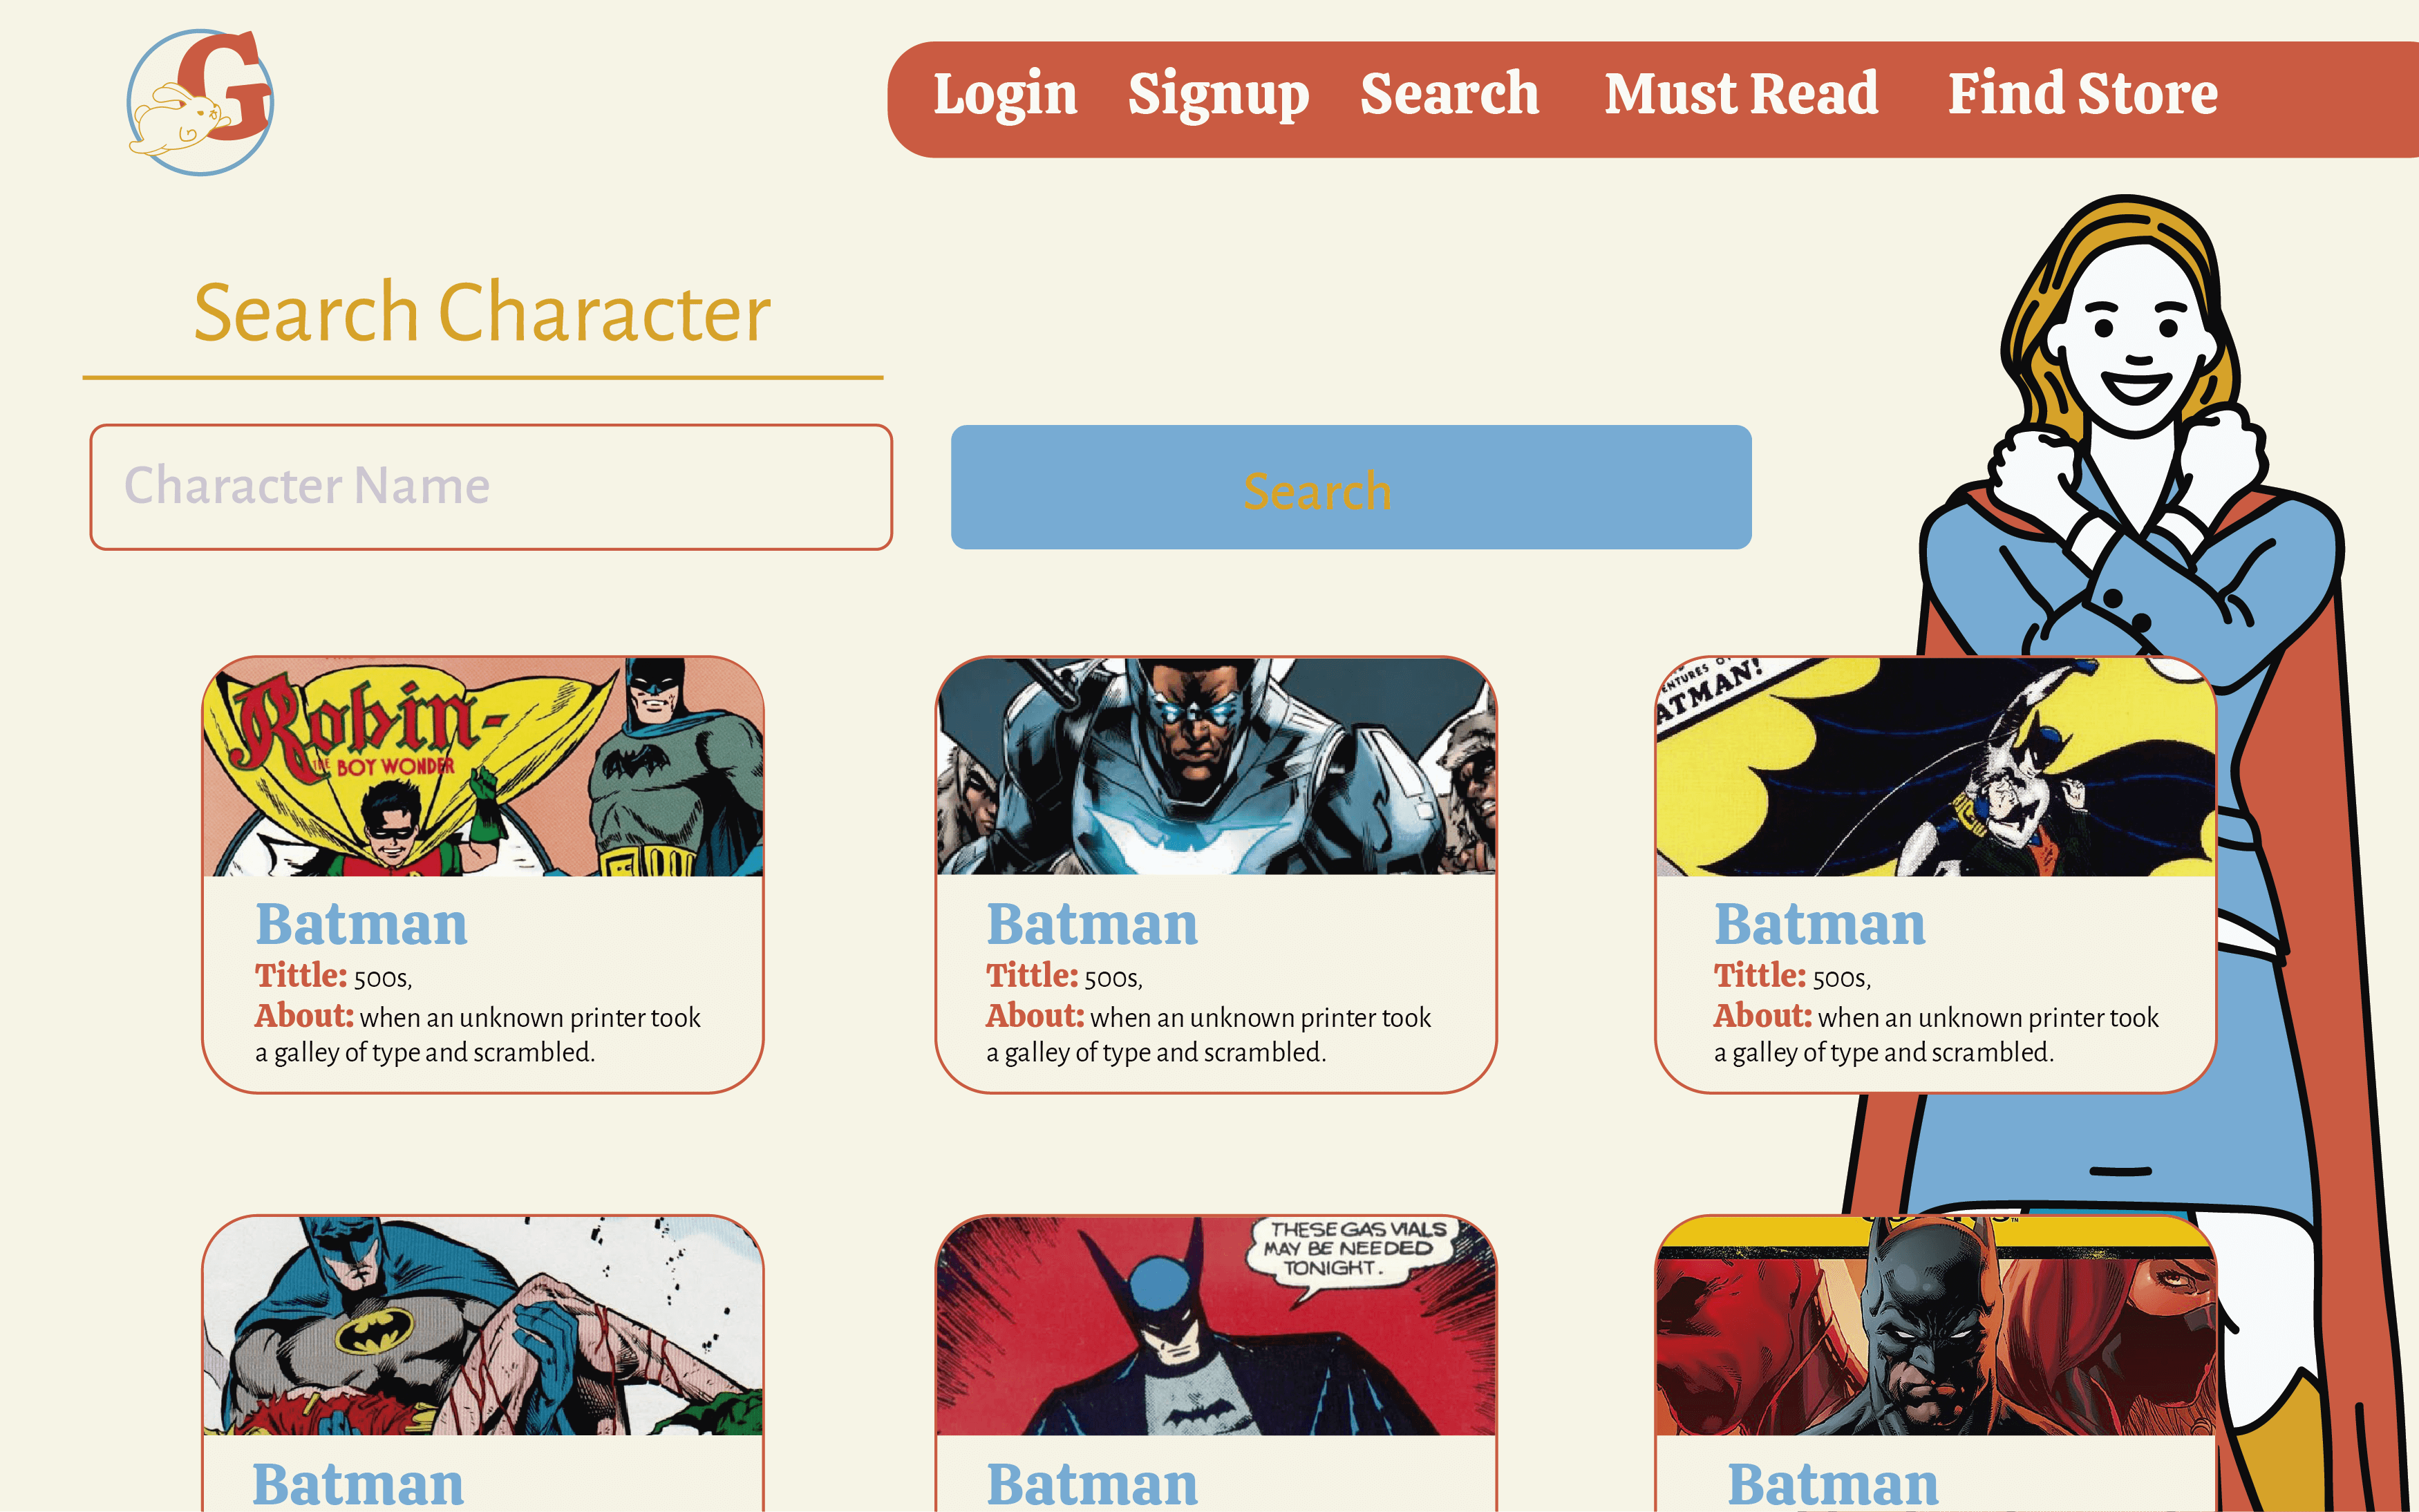 G
Login Signup Search Must Read Find Store
Search Character
Character Name
Search
Robin-
THE BOY WONDER
Batman
Tittle: 500s,
About: when an unknown printer took
a galley of type and scrambled.
Batman
Tittle: 500s,
About: when an unknown printer took
a galley of type and scrambled.
ATMAN!
Batman
Tittle: 500s,
About: when an unknown printer took
a galley of type and scrambled.
Batman
THESE GAS VIALS
MAY BE NEEDED
TONIGHT.
Batman
Batman